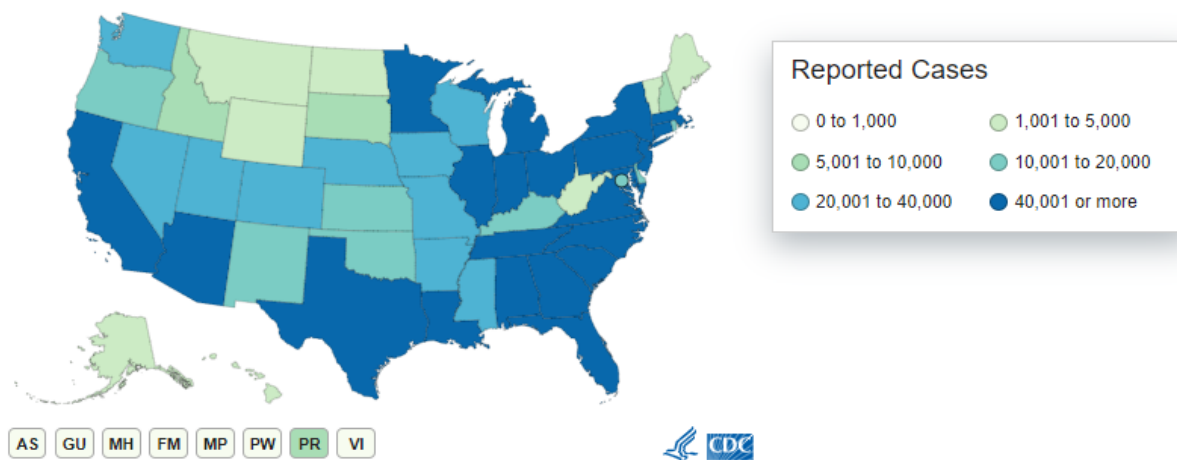 Reported Cases
0 to 1,000
1,001 to 5,000
5,001 to 10,000
10,001 to 20,000
20,001 to 40,000
40,001 or more
AS GU MH FM MP PW PR VI
CDC